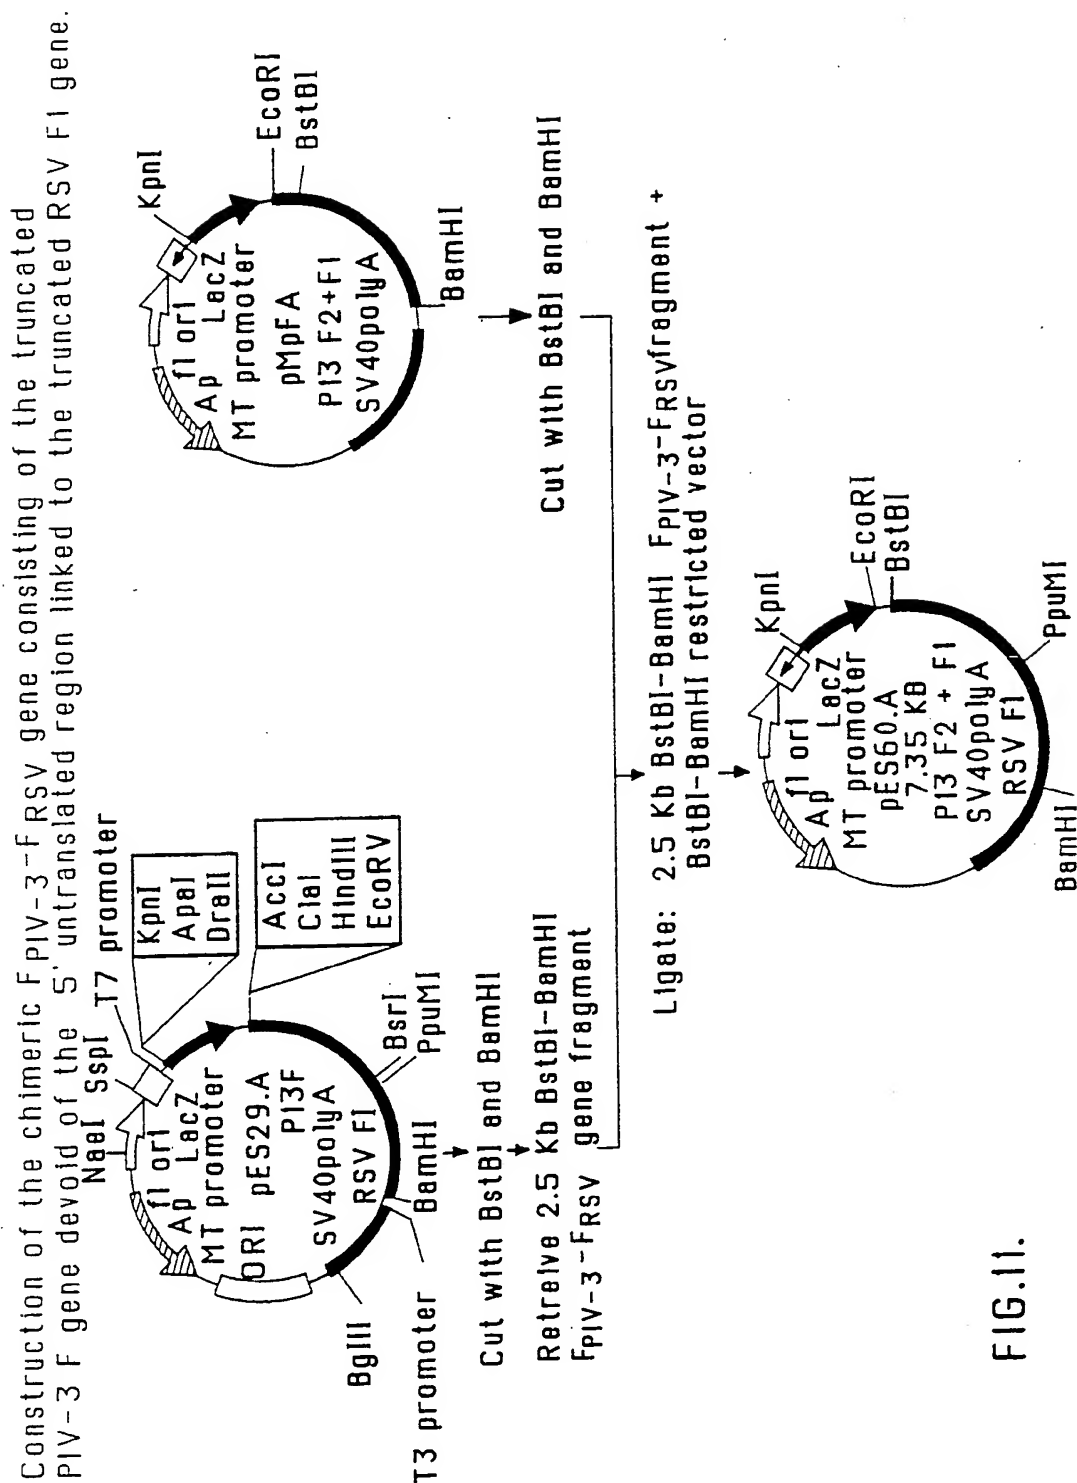 Construction of the chimeric FPIV-3-FRSV gene consisting of the truncated
PIV-3 F gene devoid of the 5' untranslated region linked to the truncated RSV F1 gene.
NaeI
SspI
T7 promoter
KpnI
ApaI
DraII
AccI
ClaI
HindIII
EcoRV
f1 ori
Ap LacZ
MT promoter
ORI
pES29.A
PI3F
SV40polyA
RSV F1
BsrI
PpuMI
BamHI
BglII
T3 promoter
Cut with BstBI and BamHI
Retreive 2.5 Kb BstBI-BamHI
FPIV-3-FRSV gene fragment
KpnI
EcoRI
BstBI
f1 ori
Ap LacZ
MT promoter
pMpFA
PI3 F2+F1
SV40polyA
BamHI
Cut with BstBI and BamHI
Ligate: 2.5 Kb BstBI-BamHI FPIV-3-FRSVfragment +
BstBI-BamHI restricted vector
KpnI
EcoRI
BstBI
f1 ori
Ap LacZ
MT promoter
pES60.A
7.35 KB
PI3 F2 + F1
SV40polyA
RSV F1
PpuMI
BamHI
FIG.11.